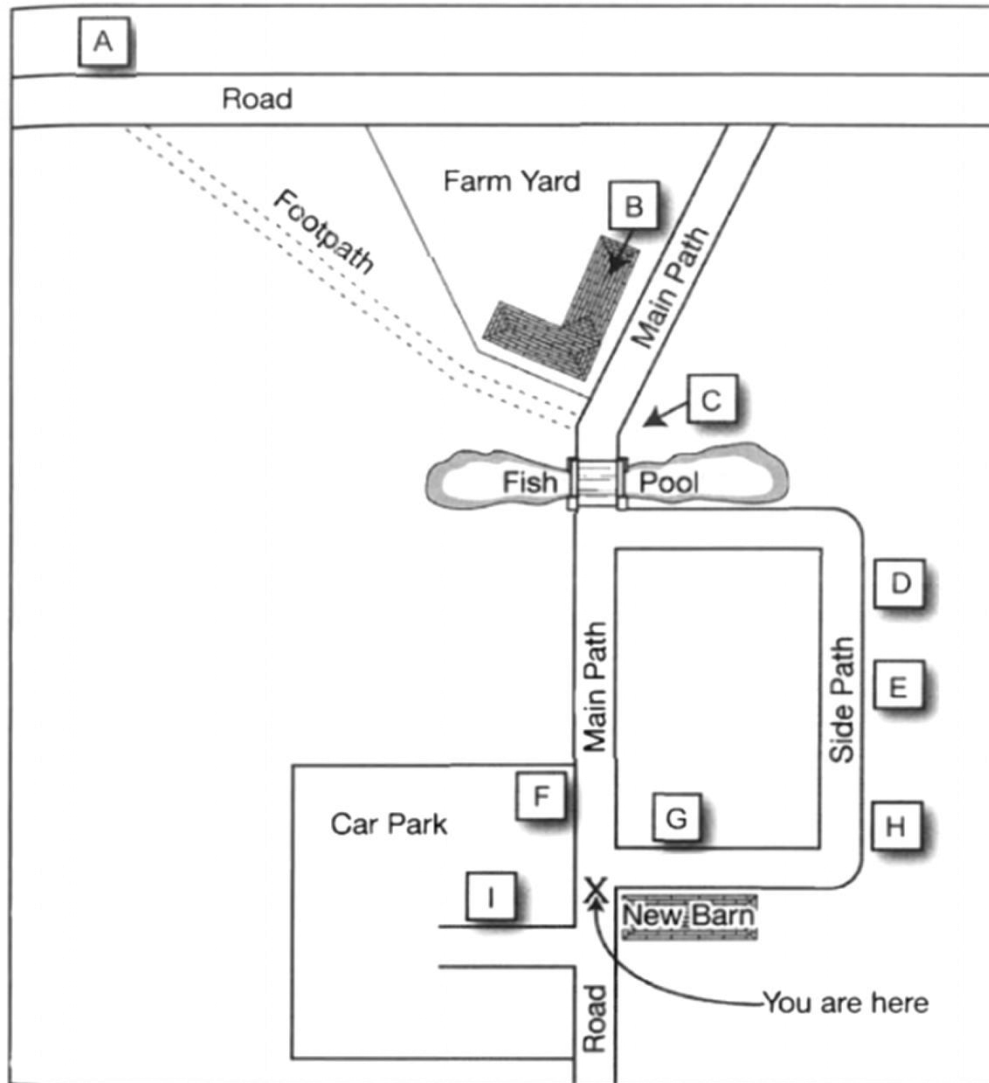 A
Road
Farm Yard
B
Footpath
Main Path
C
Fish
Pool
D
Main Path
Side Path
E
F
Car Park
G
H
I
X
New Barn
You are here
Road